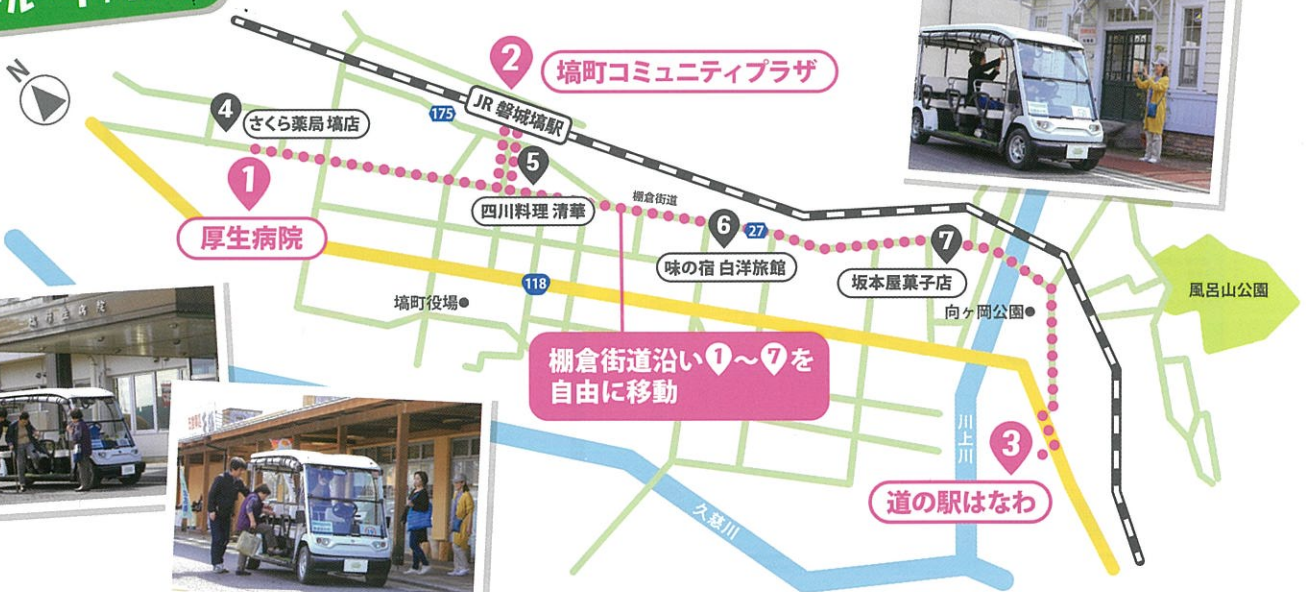 N
4
さくら薬局 塙店
1
厚生病院
175
2
塙町コミュニティプラザ
JR 磐城塙駅
5
四川料理 清華
棚倉街道
6
27
味の宿 白洋旅館
7
坂本屋菓子店
向ヶ岡公園
風呂山公園
118
塙町役場
棚倉街道沿い❶〜❼を
自由に移動
川上川
3
道の駅はなわ
久慈川